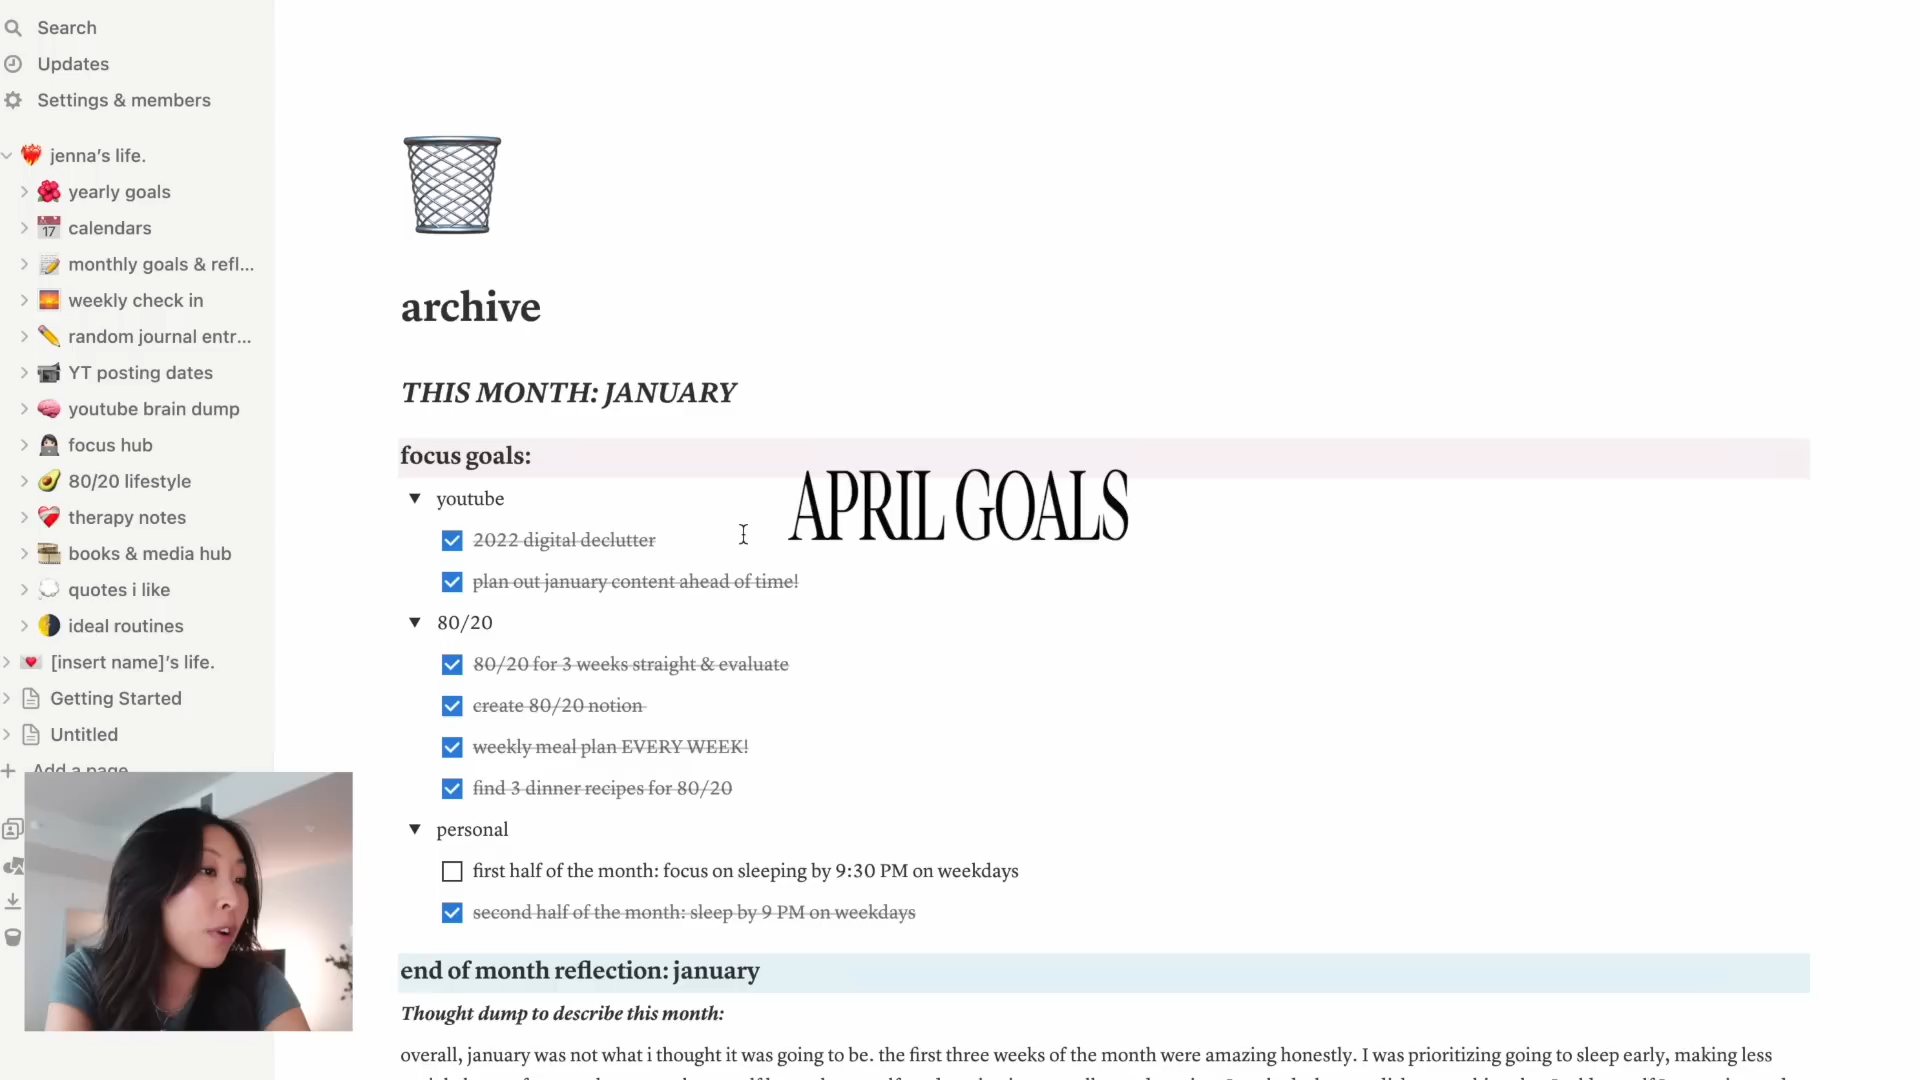 Search
Updates
Settings & members
jenna's life.
yearly goals
calendars
17
monthly goals & refl...
weekly check in
random journal entr...
YT posting dates
youtube brain dump
focus hub
80/20 lifestyle
therapy notes
books & media hub
quotes i like
ideal routines
[insert name]'s life.
Getting Started
Untitled
Add a page
archive
THIS MONTH: JANUARY
focus goals:
APRIL GOALS
youtube
2022 digital declutter
plan out january content ahead of time!
80/20
80/20 for 3 weeks straight & evaluate
create 80/20 notion
weekly meal plan EVERY WEEK!
find 3 dinner recipes for 80/20
personal
first half of the month: focus on sleeping by 9:30 PM on weekdays
second half of the month: sleep by 9 PM on weekdays
end of month reflection: january
Thought dump to describe this month:
overall, january was not what i thought it was going to be. the first three weeks of the month were amazing honestly. I was prioritizing going to sleep early, making less